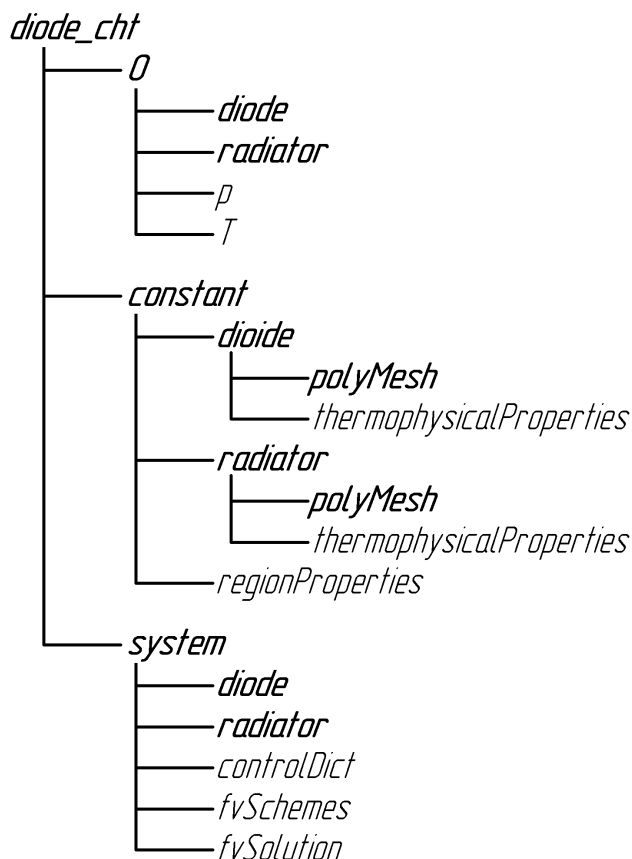 diode_cht
0
diode
radiator
p
T
constant
dioide
polyMesh
thermophysicalProperties
radiator
polyMesh
thermophysicalProperties
regionProperties
system
diode
radiator
controlDict
fvSchemes
fvSolution